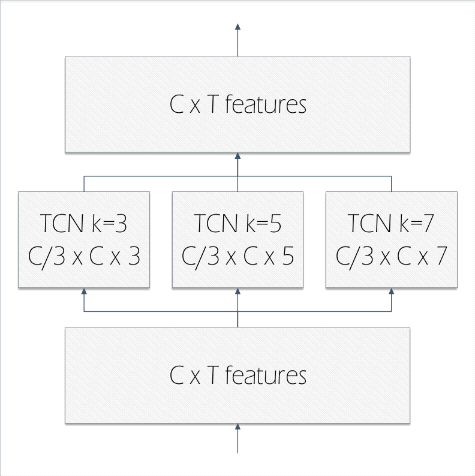 C x T features
TCN k=3
C/3 x C x 3
TCN k=5
C/3 x C x 5
TCN k=7
C/3 x C x 7
C x T features